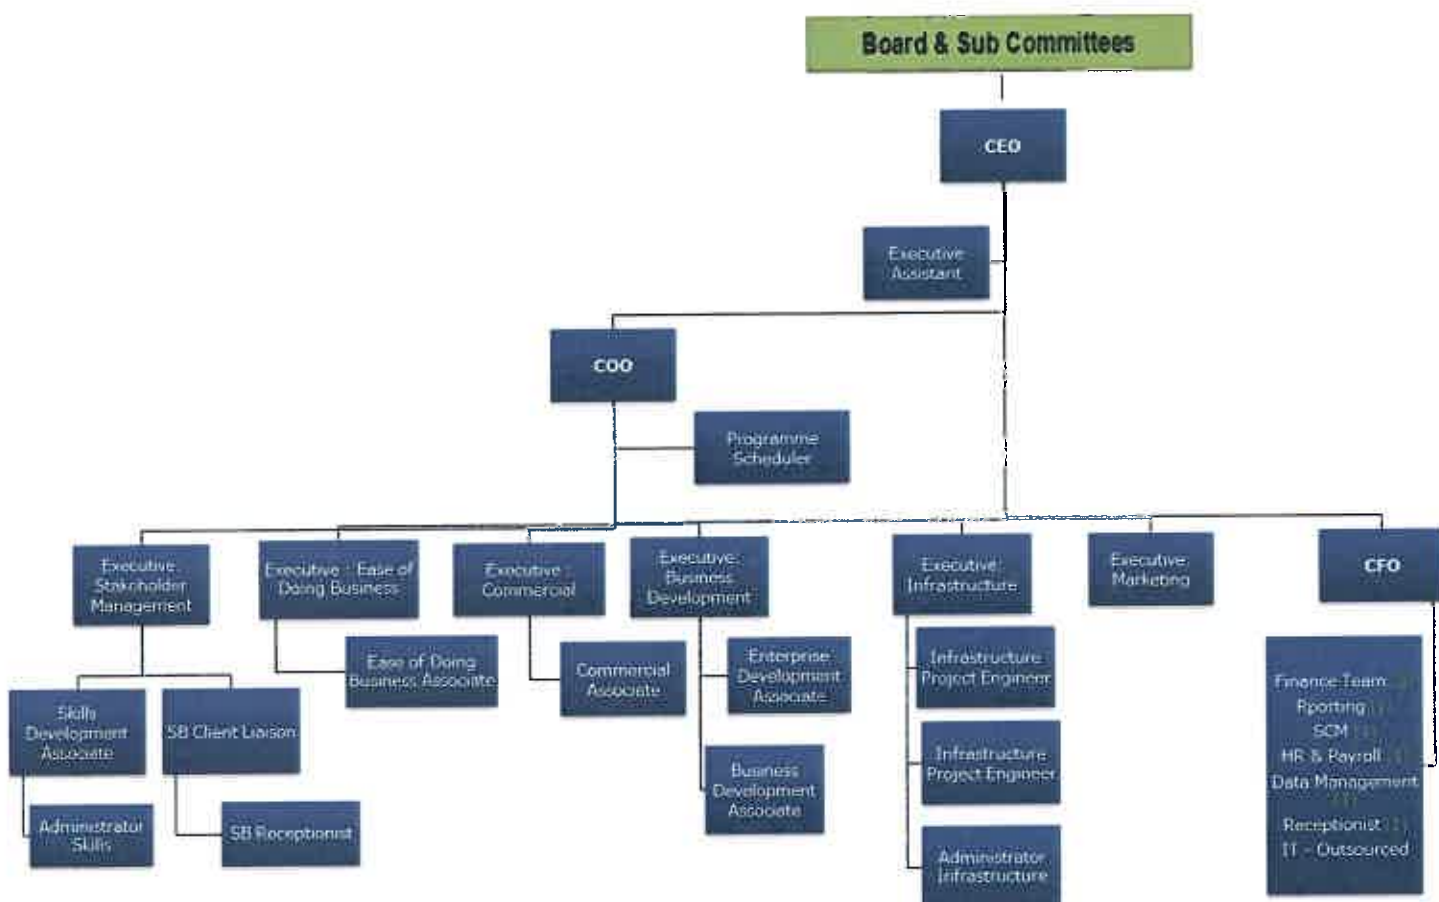 Board & Sub Committees
CEO
Executive
Assistant
COO
Programme
Scheduler
Executive:
Stakeholder
Management
Executive : Ease of
Doing Business
Executive :
Commercial
Executive:
Business
Development
Executive:
Infrastructure
Executive:
Marketing
CFO
Skills
Development
Associate
SB Client Liaison
Administrator
Skills
SB Receptionist
Ease of Doing
Business Associate
Commercial
Associate
Enterprise
Development
Associate
Business
Development
Associate
Infrastructure
Project Engineer
Infrastructure
Project Engineer
Administrator
Infrastructure
Finance Team
Rporting
SCM
HR & Payroll
Data Management
Receptionist
IT - Outsourced